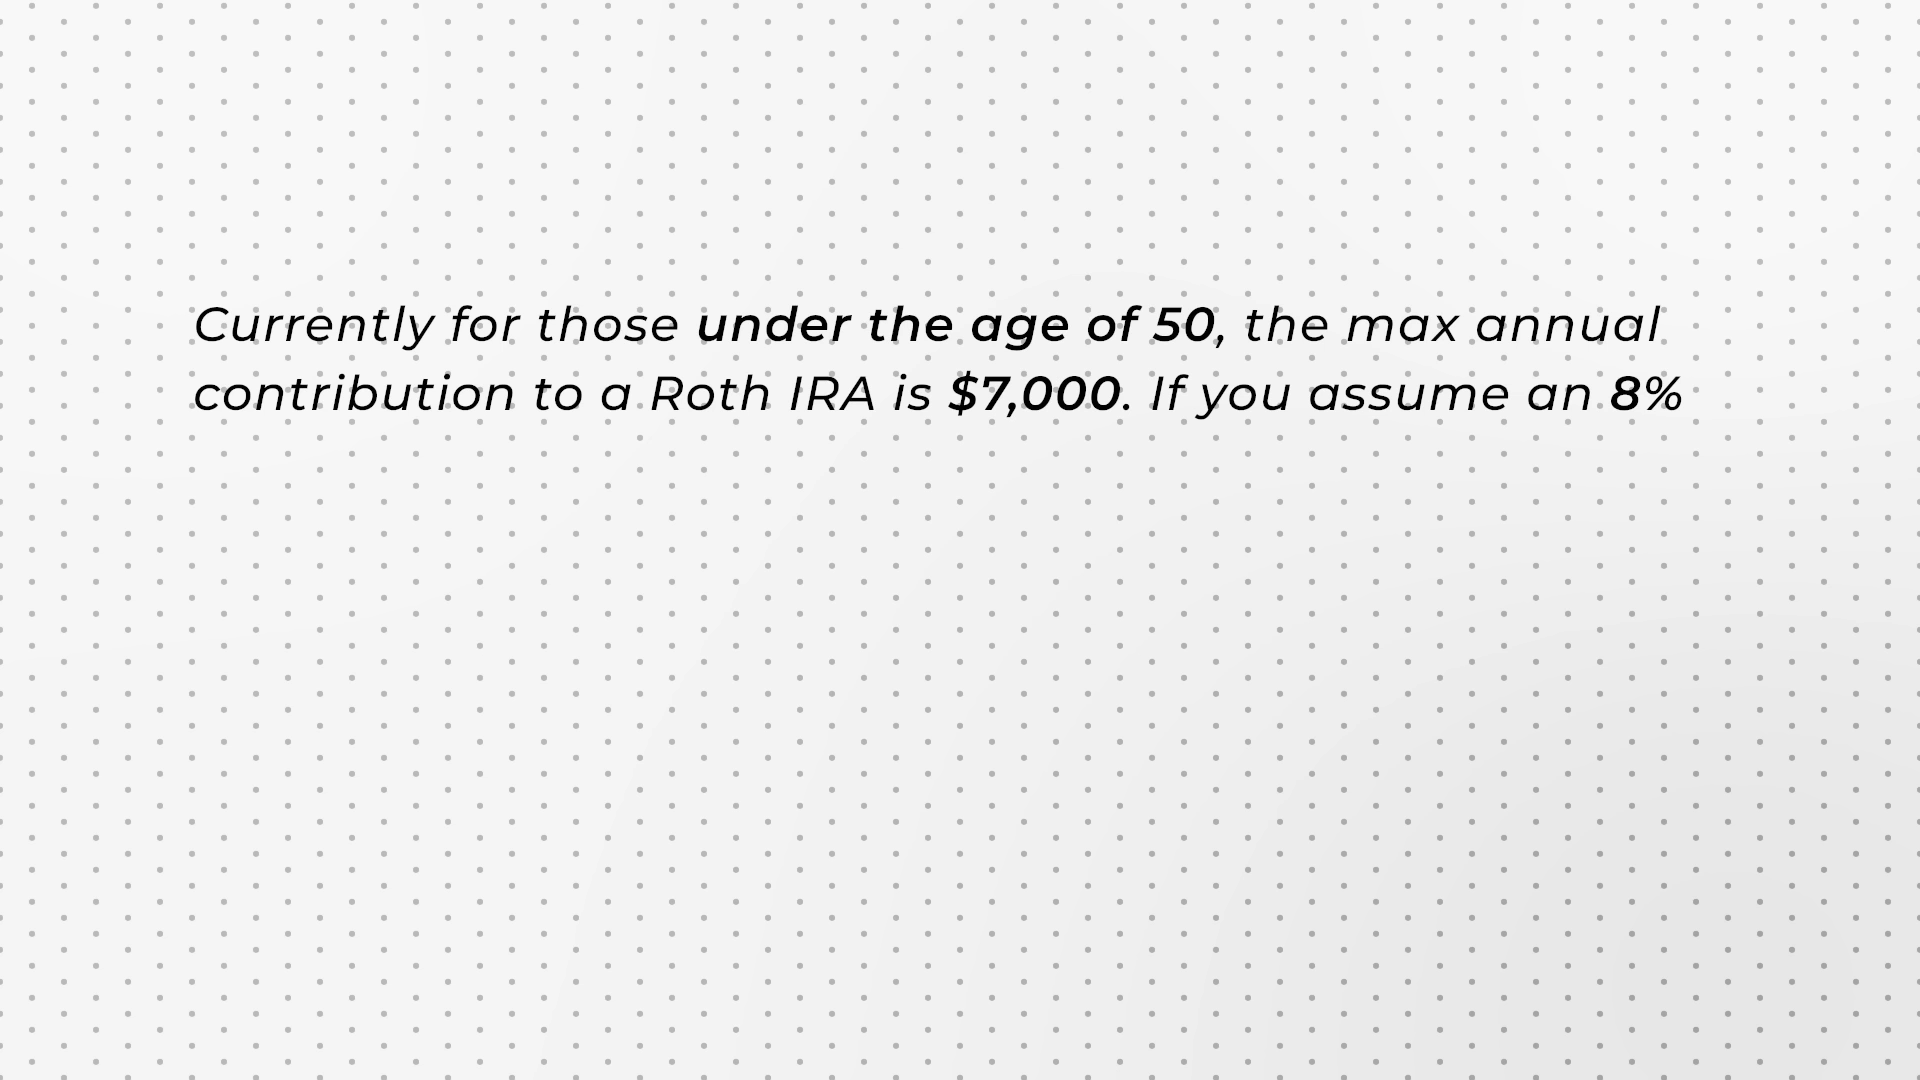 Currently for those under the age of 50, the max annual
contribution to a Roth IRA is $7,000. If you assume an 8%